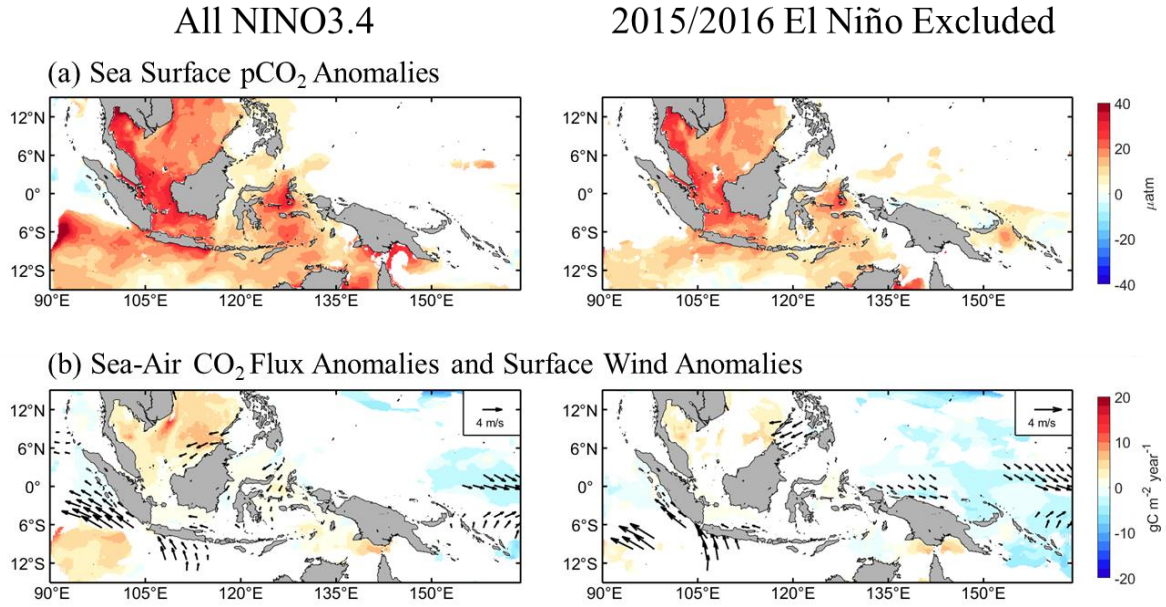 All NINO3.4 2015/2016 El Niño Excluded
(a) Sea Surface pCO₂ Anomalies
12°N 6°N 0° 6°S 12°S
90°E 105°E 120°E 135°E 150°E
12°N 6°N 0° 6°S 12°S
90°E 105°E 120°E 135°E 150°E
40 20 0 -20 -40
µatm
(b) Sea-Air CO₂ Flux Anomalies and Surface Wind Anomalies
12°N 6°N 0° 6°S 12°S
4 m/s
90°E 105°E 120°E 135°E 150°E
12°N 6°N 0° 6°S 12°S
4 m/s
90°E 105°E 120°E 135°E 150°E
20 10 0 -10 -20
gC m⁻² year⁻¹